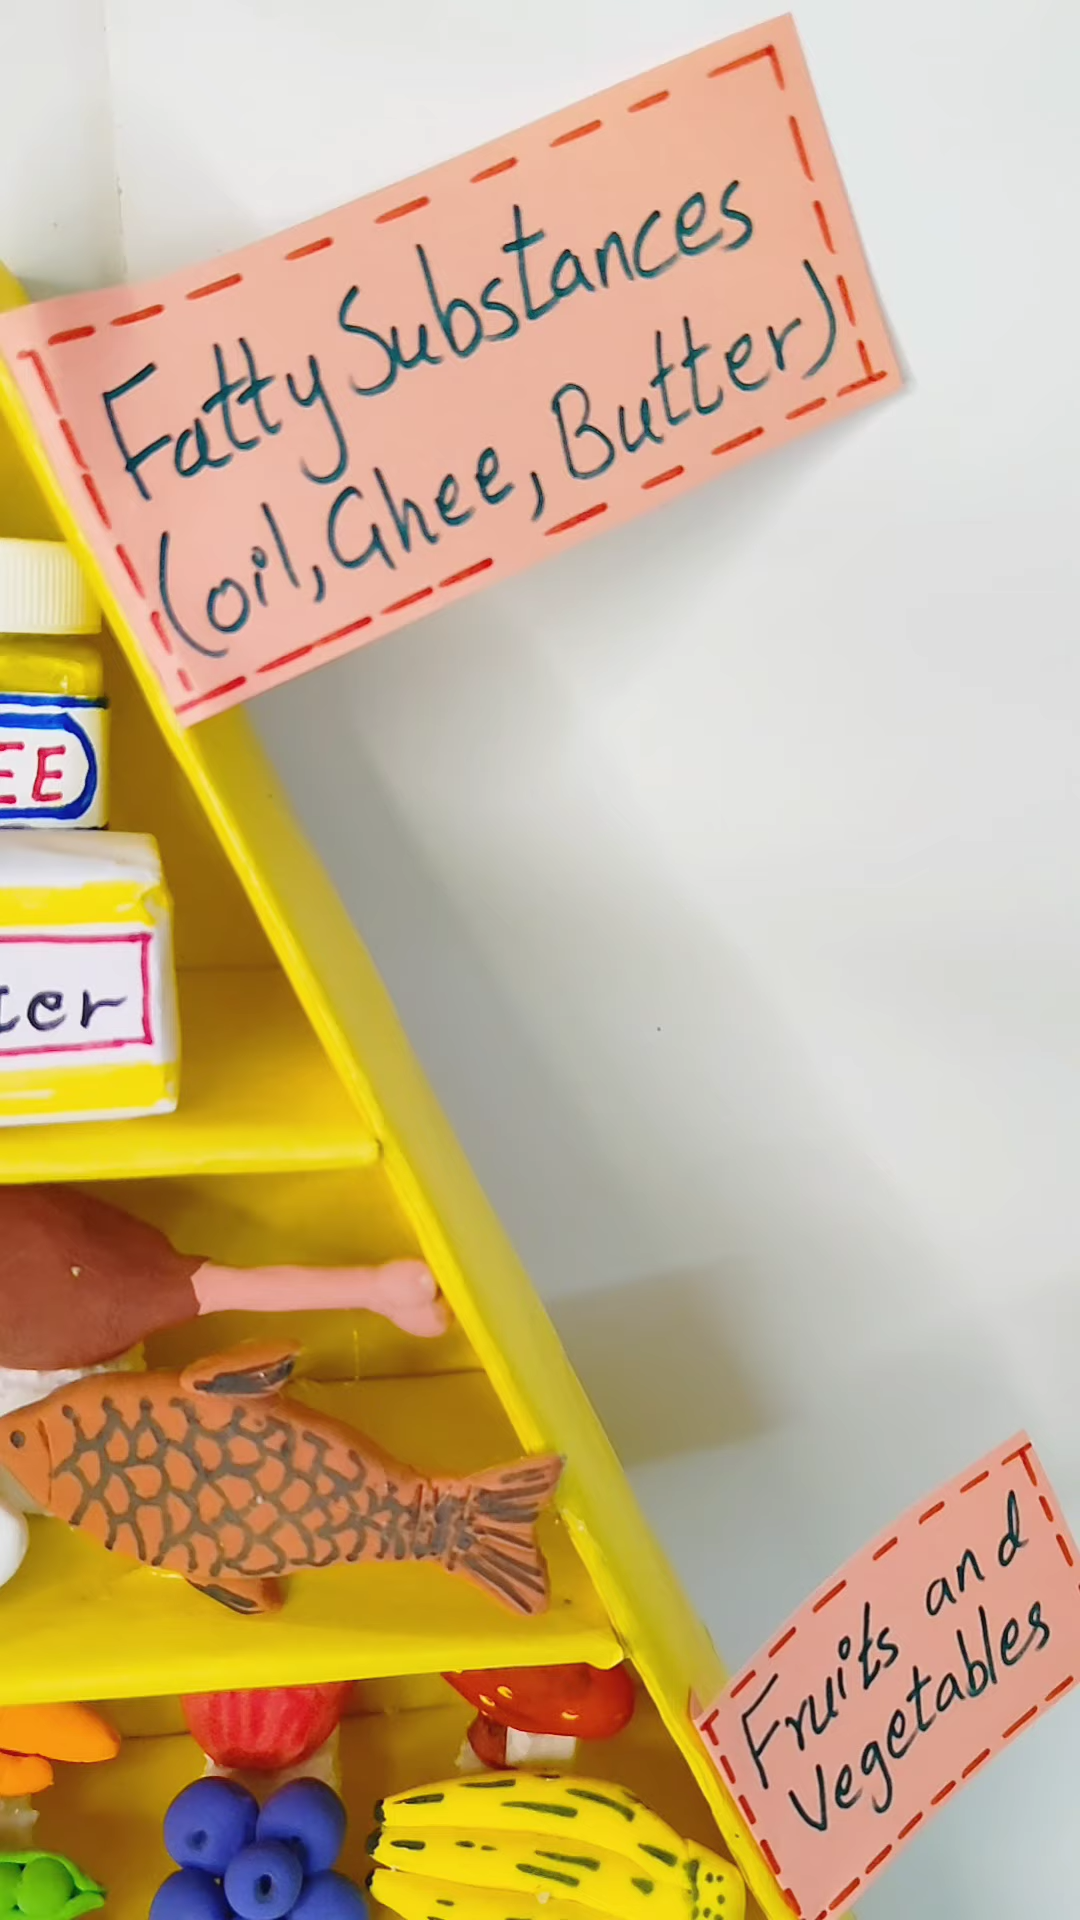 Fatty Substances
(oil, Ghee, Butter)
EE
ter
Fruits and
Vegetables